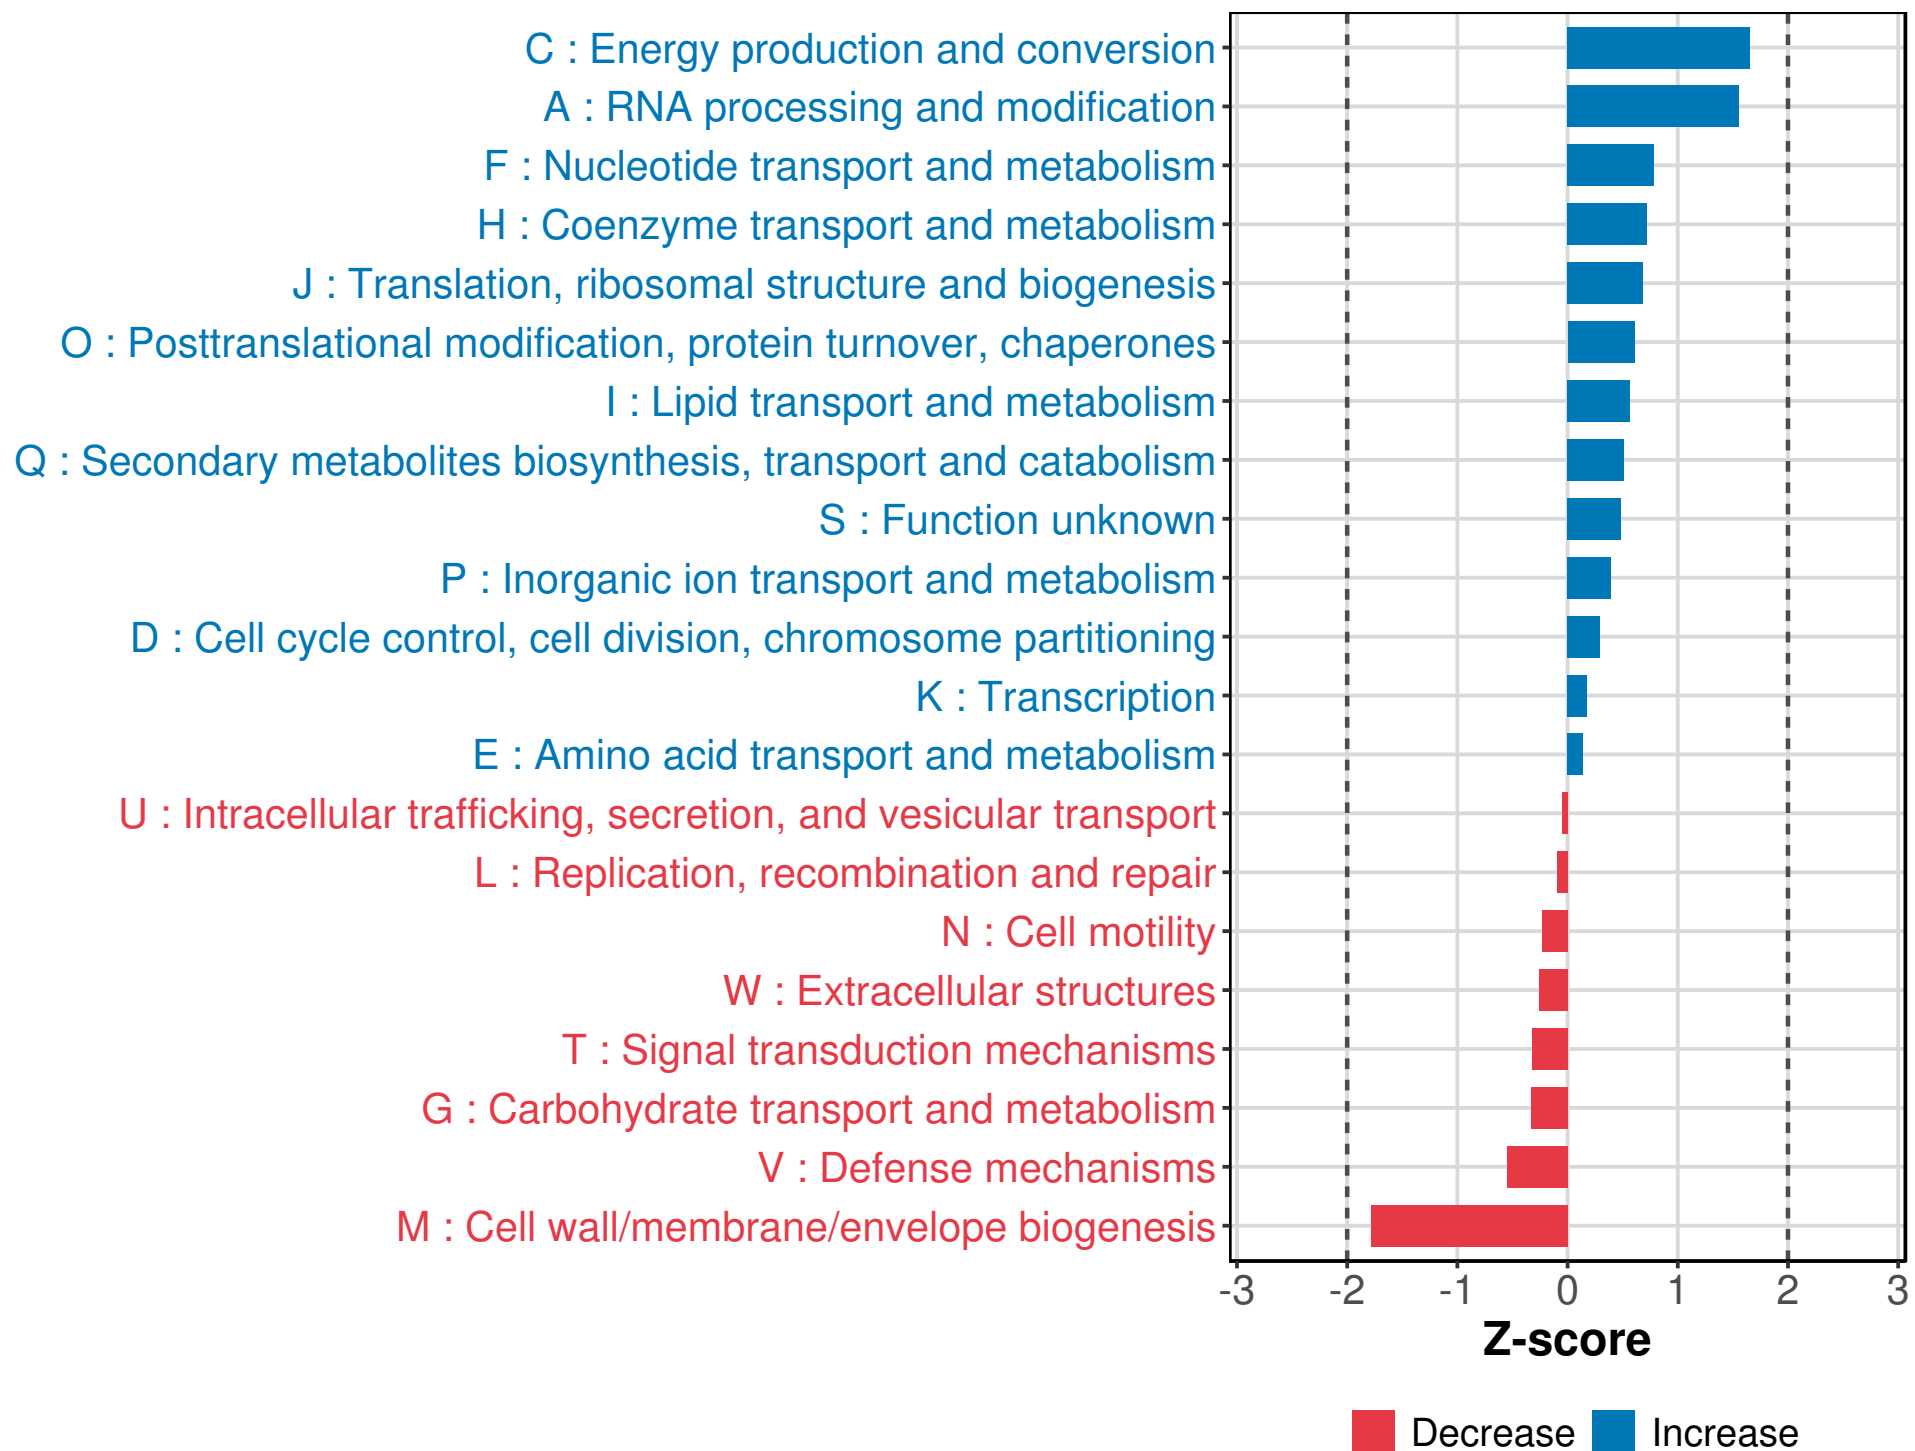 C : Energy production and conversion
A : RNA processing and modification
F : Nucleotide transport and metabolism
H : Coenzyme transport and metabolism
J : Translation, ribosomal structure and biogenesis
O : Posttranslational modification, protein turnover, chaperones
I : Lipid transport and metabolism
Q : Secondary metabolites biosynthesis, transport and catabolism
S : Function unknown
P : Inorganic ion transport and metabolism
D : Cell cycle control, cell division, chromosome partitioning
K : Transcription
E : Amino acid transport and metabolism
U : Intracellular trafficking, secretion, and vesicular transport
L : Replication, recombination and repair
N : Cell motility
W : Extracellular structures
T : Signal transduction mechanisms
G : Carbohydrate transport and metabolism
V : Defense mechanisms
M : Cell wall/membrane/envelope biogenesis
-3 -2 -1 0 1 2 3
Z-score
Decrease Increase